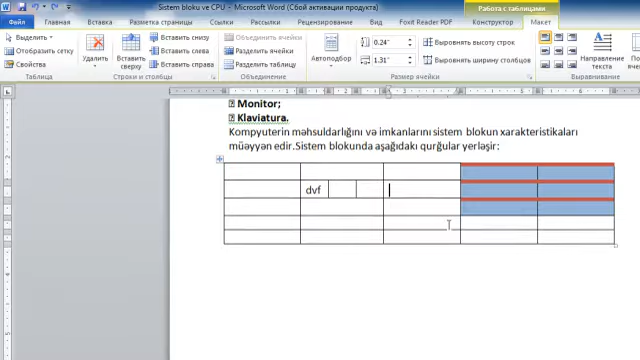 Sistem bloku ve CPU - Microsoft Word (Сбой активации продукта)
Работа с таблицами
Файл Главная Вставка Разметка страницы Ссылки Рассылки Рецензирование Вид Foxit Reader PDF Конструктор Макет
Выделить
Отобразить сетку
Свойства
Таблица
Удалить
Вставить сверху
Вставить снизу
Вставить слева
Вставить справа
Строки и столбцы
Объединить ячейки
Разделить ячейки
Разделить таблицу
Объединение
Автоподбор
0.24"
1.31"
Выровнять высоту строк
Выровнять ширину столбцов
Размер ячейки
Направление текста
Выравнивание
Monitor;
Klaviatura.
Kompyuterin məhsuldarlığını və imkanlarını sistem blokun xarakteristikaları
müəyyən edir.Sistem blokunda aşağıdakı qurğular yerləşir:
dvf